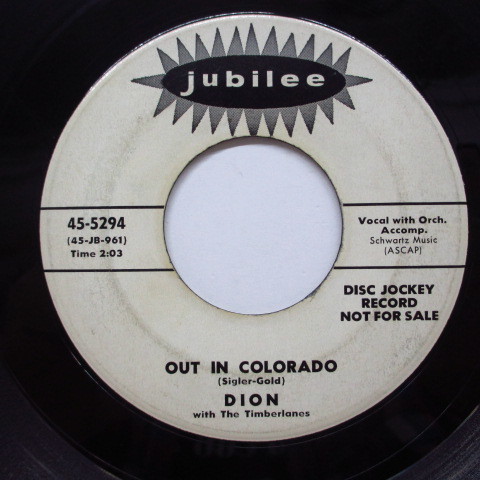 jubilee
45-5294
(45-JB-961)
Time 2:03
Vocal with Orch.
Accomp.
Schwartz Music
(ASCAP)
DISC JOCKEY
RECORD
NOT FOR SALE
OUT IN COLORADO
(Sigler-Gold)
DION
with The Timberlanes